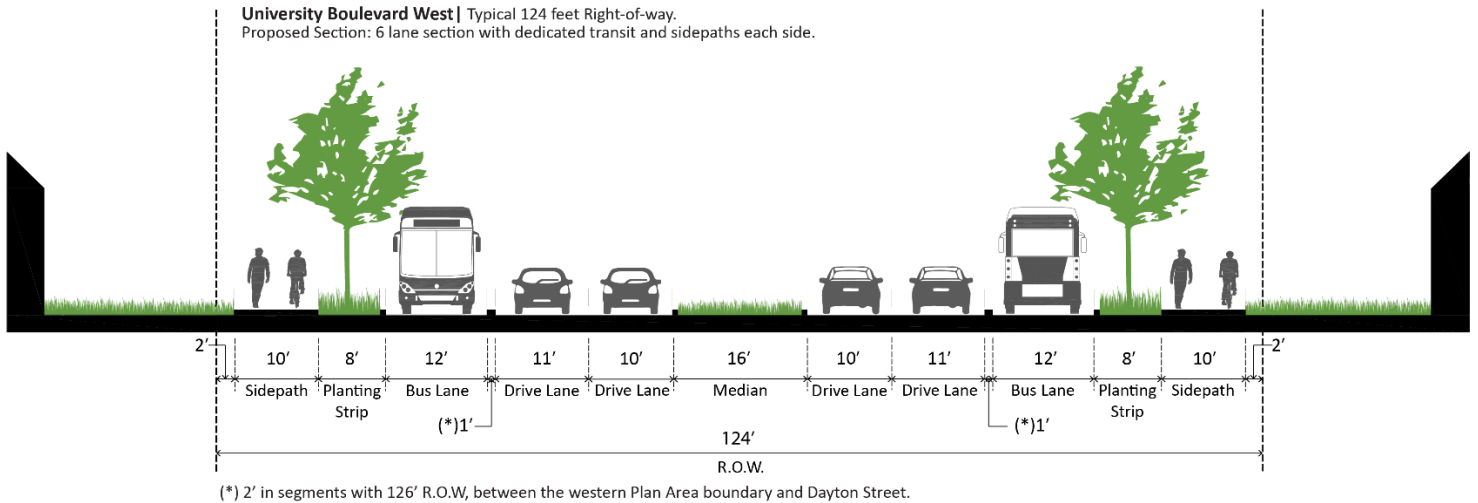 University Boulevard West| Typical 124 feet Right-of-way.
Proposed Section: 6 lane section with dedicated transit and sidepaths each side.
2’ 10’ 8’ 12’ 11’ 10’ 16’ 10’ 11’ 12’ 8’ 10’ 2’
Sidepath Planting Strip Bus Lane Drive Lane Drive Lane Median Drive Lane Drive Lane Bus Lane Planting Strip Sidepath
(*)1’ (*)1’
124’
R.O.W.
(*) 2’ in segments with 126’ R.O.W, between the western Plan Area boundary and Dayton Street.